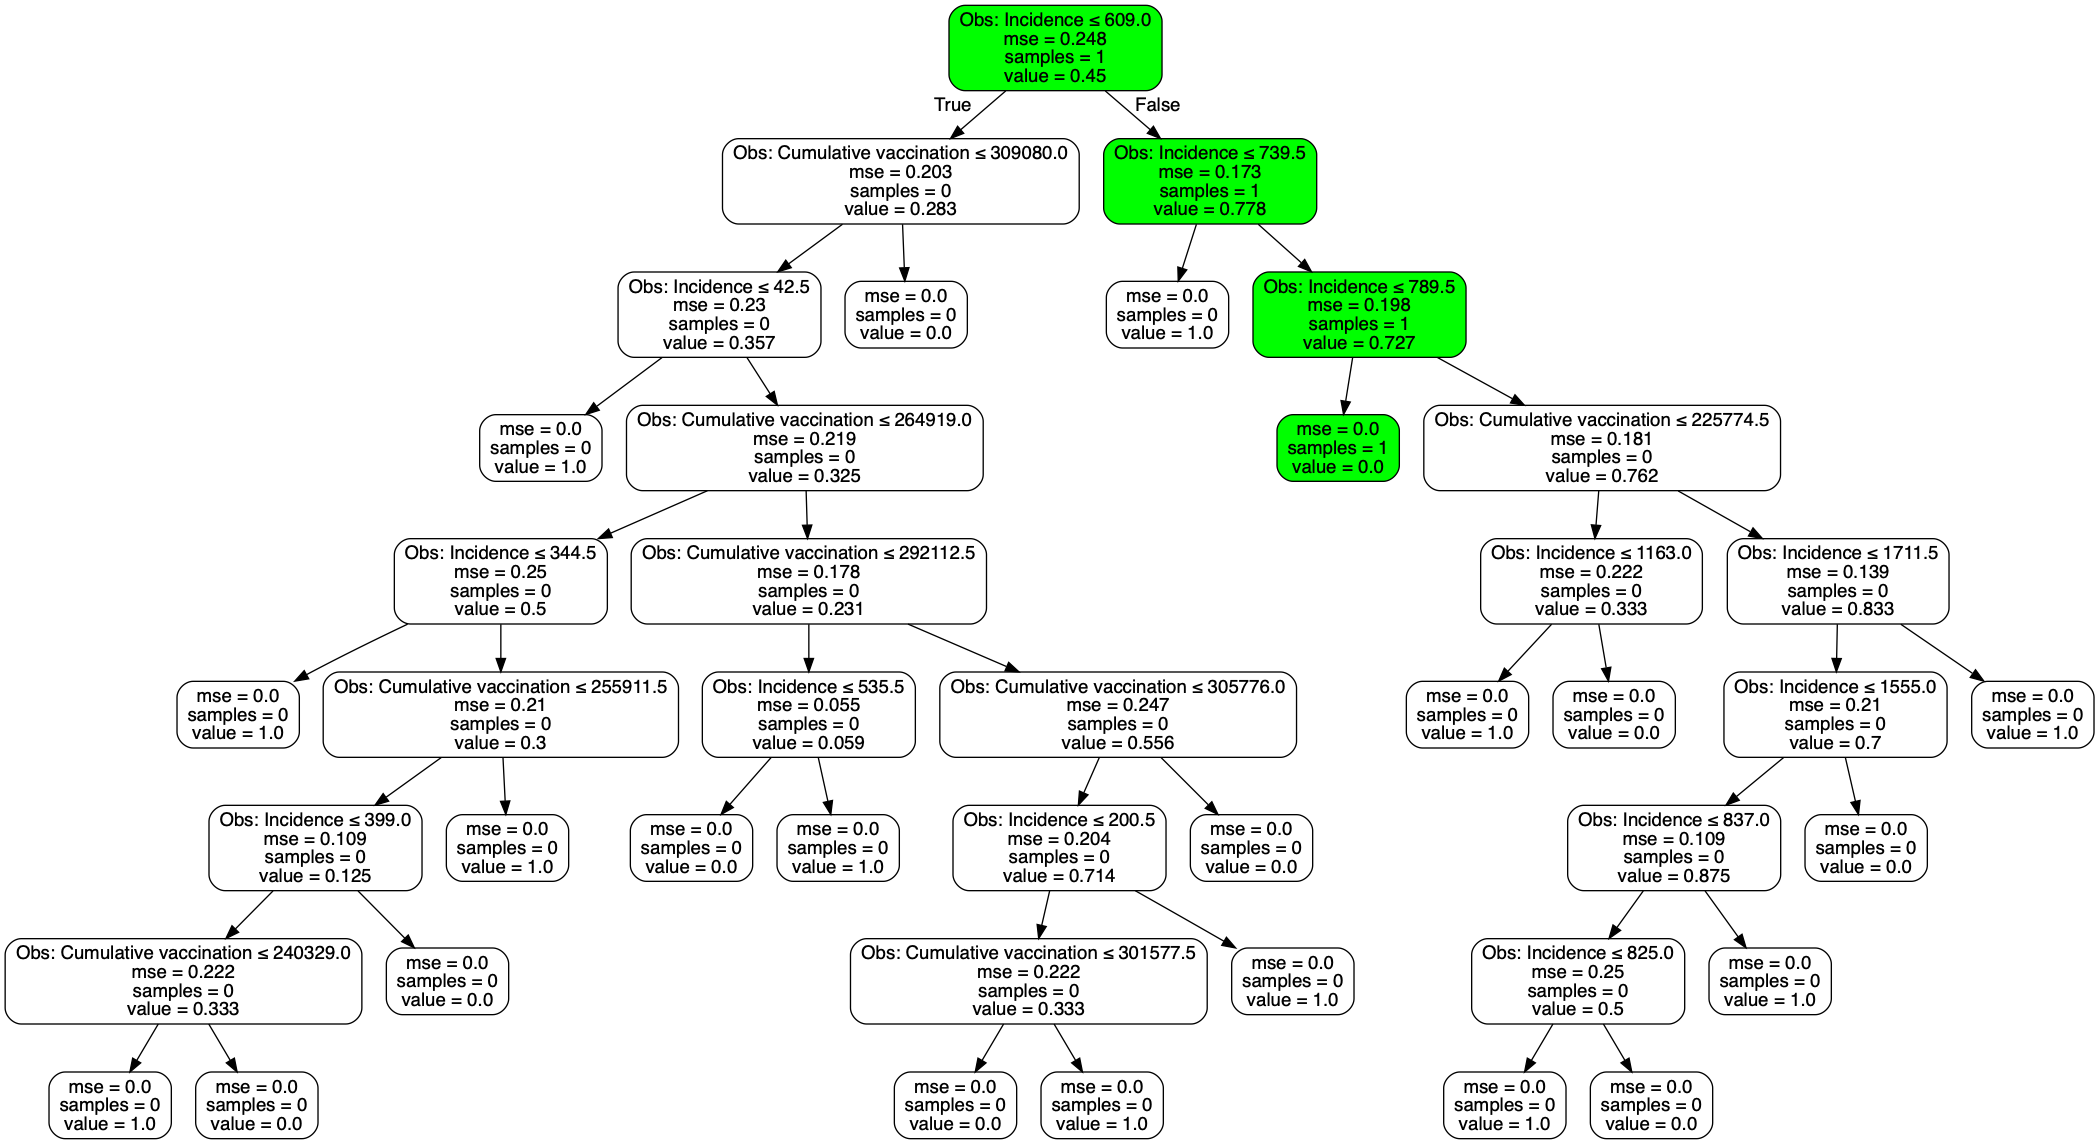 Obs: Incidence ≤ 609.0
mse = 0.248
samples = 1
value = 0.45
True
False
Obs: Cumulative vaccination ≤ 309080.0
mse = 0.203
samples = 0
value = 0.283
Obs: Incidence ≤ 739.5
mse = 0.173
samples = 1
value = 0.778
Obs: Incidence ≤ 42.5
mse = 0.23
samples = 0
value = 0.357
mse = 0.0
samples = 0
value = 0.0
mse = 0.0
samples = 0
value = 1.0
Obs: Incidence ≤ 789.5
mse = 0.198
samples = 1
value = 0.727
mse = 0.0
samples = 0
value = 1.0
Obs: Cumulative vaccination ≤ 264919.0
mse = 0.219
samples = 0
value = 0.325
mse = 0.0
samples = 1
value = 0.0
Obs: Cumulative vaccination ≤ 225774.5
mse = 0.181
samples = 0
value = 0.762
Obs: Incidence ≤ 344.5
mse = 0.25
samples = 0
value = 0.5
Obs: Cumulative vaccination ≤ 292112.5
mse = 0.178
samples = 0
value = 0.231
Obs: Incidence ≤ 1163.0
mse = 0.222
samples = 0
value = 0.333
Obs: Incidence ≤ 1711.5
mse = 0.139
samples = 0
value = 0.833
mse = 0.0
samples = 0
value = 1.0
Obs: Cumulative vaccination ≤ 255911.5
mse = 0.21
samples = 0
value = 0.3
Obs: Incidence ≤ 535.5
mse = 0.055
samples = 0
value = 0.059
Obs: Cumulative vaccination ≤ 305776.0
mse = 0.247
samples = 0
value = 0.556
mse = 0.0
samples = 0
value = 1.0
mse = 0.0
samples = 0
value = 0.0
Obs: Incidence ≤ 1555.0
mse = 0.21
samples = 0
value = 0.7
mse = 0.0
samples = 0
value = 1.0
Obs: Incidence ≤ 399.0
mse = 0.109
samples = 0
value = 0.125
mse = 0.0
samples = 0
value = 1.0
mse = 0.0
samples = 0
value = 0.0
mse = 0.0
samples = 0
value = 1.0
Obs: Incidence ≤ 200.5
mse = 0.204
samples = 0
value = 0.714
mse = 0.0
samples = 0
value = 0.0
Obs: Incidence ≤ 837.0
mse = 0.109
samples = 0
value = 0.875
mse = 0.0
samples = 0
value = 0.0
Obs: Cumulative vaccination ≤ 240329.0
mse = 0.222
samples = 0
value = 0.333
mse = 0.0
samples = 0
value = 0.0
Obs: Cumulative vaccination ≤ 301577.5
mse = 0.222
samples = 0
value = 0.333
mse = 0.0
samples = 0
value = 1.0
Obs: Incidence ≤ 825.0
mse = 0.25
samples = 0
value = 0.5
mse = 0.0
samples = 0
value = 1.0
mse = 0.0
samples = 0
value = 1.0
mse = 0.0
samples = 0
value = 0.0
mse = 0.0
samples = 0
value = 0.0
mse = 0.0
samples = 0
value = 1.0
mse = 0.0
samples = 0
value = 1.0
mse = 0.0
samples = 0
value = 0.0